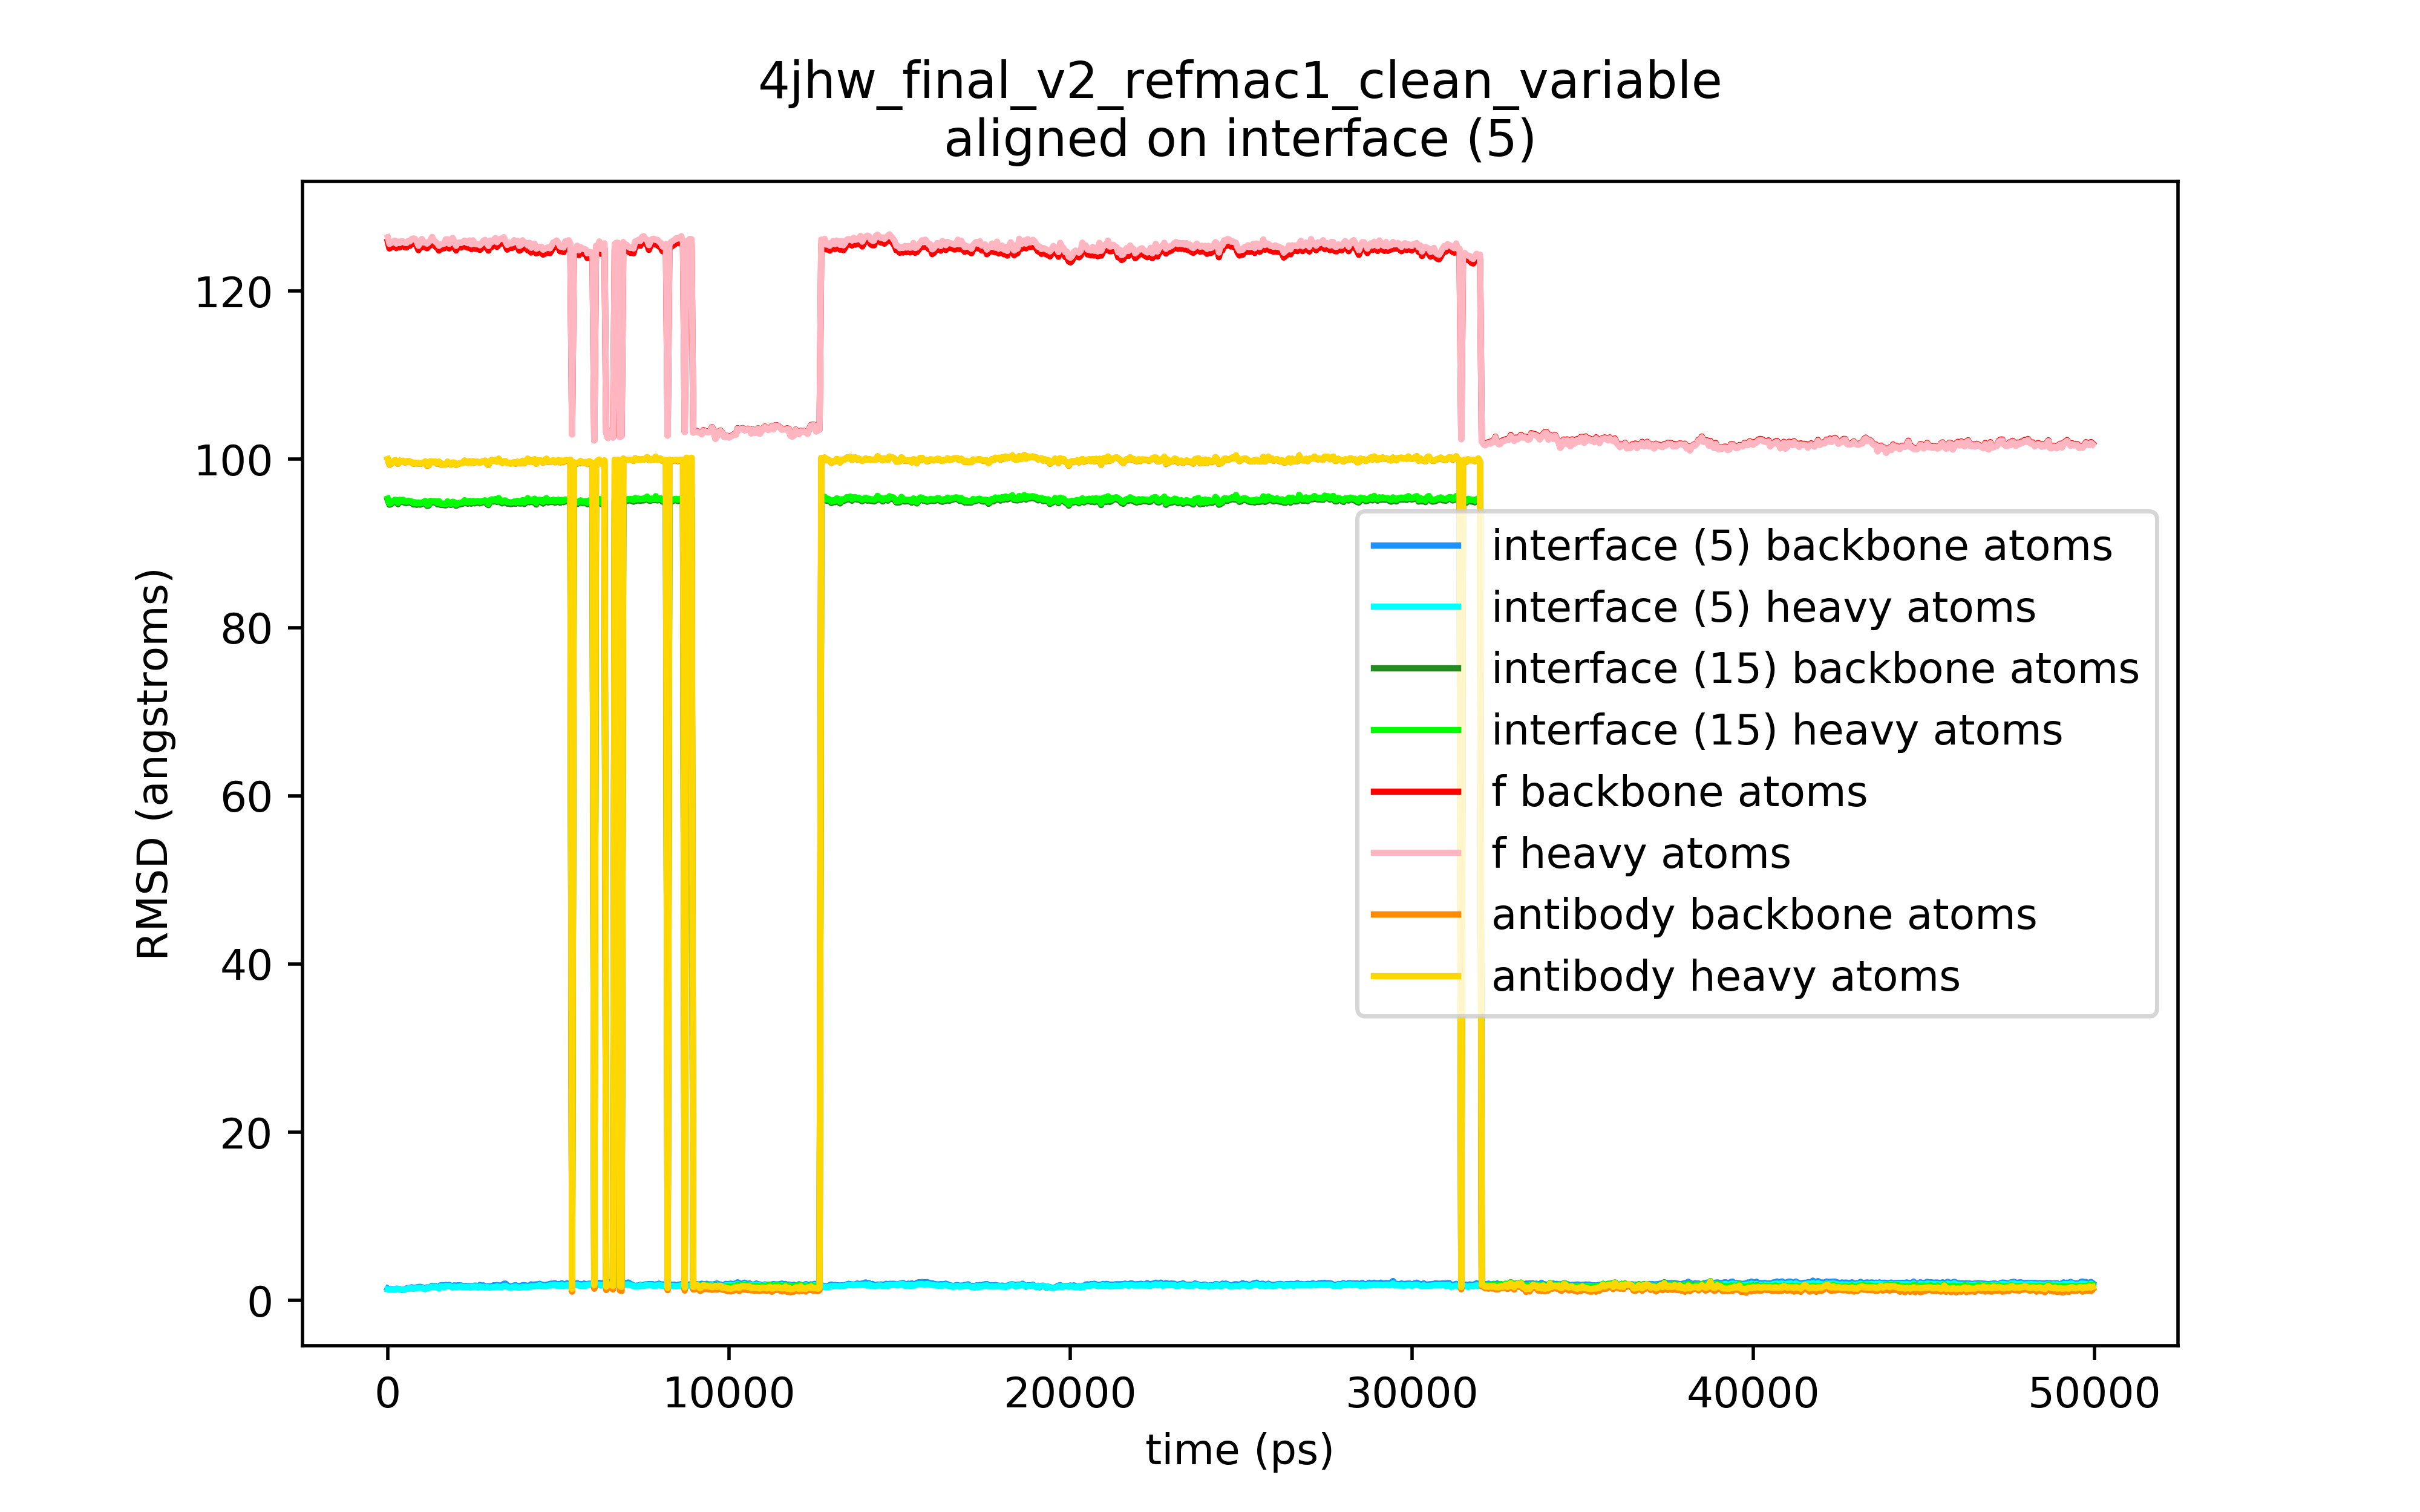 4jhw_final_v2_refmac1_clean_variable
aligned on interface (5)
RMSD (angstroms)
120
100
80
60
40
20
0
interface (5) backbone atoms
interface (5) heavy atoms
interface (15) backbone atoms
interface (15) heavy atoms
f backbone atoms
f heavy atoms
antibody backbone atoms
antibody heavy atoms
0 10000 20000 30000 40000 50000
time (ps)